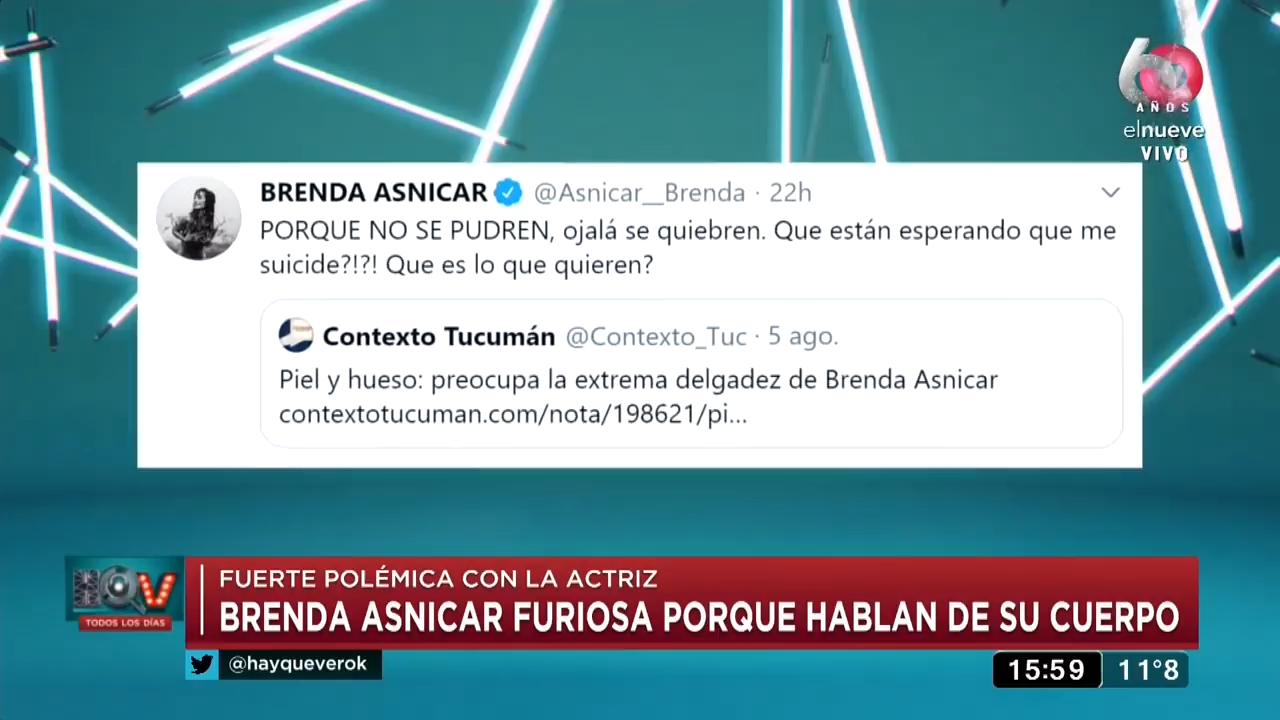 60
AÑOS
elnueve
VIVO
BRENDA ASNICAR @Asnicar__Brenda · 22h
PORQUE NO SE PUDREN, ojalá se quiebren. Que están esperando que me
suicide?!?! Que es lo que quieren?
Contexto Tucumán @Contexto_Tuc · 5 ago.
Piel y hueso: preocupa la extrema delgadez de Brenda Asnicar
contextotucuman.com/nota/198621/pi...
HQV
TODOS LOS DÍAS
FUERTE POLÉMICA CON LA ACTRIZ
BRENDA ASNICAR FURIOSA PORQUE HABLAN DE SU CUERPO
@hayqueverok
15:59 11°8